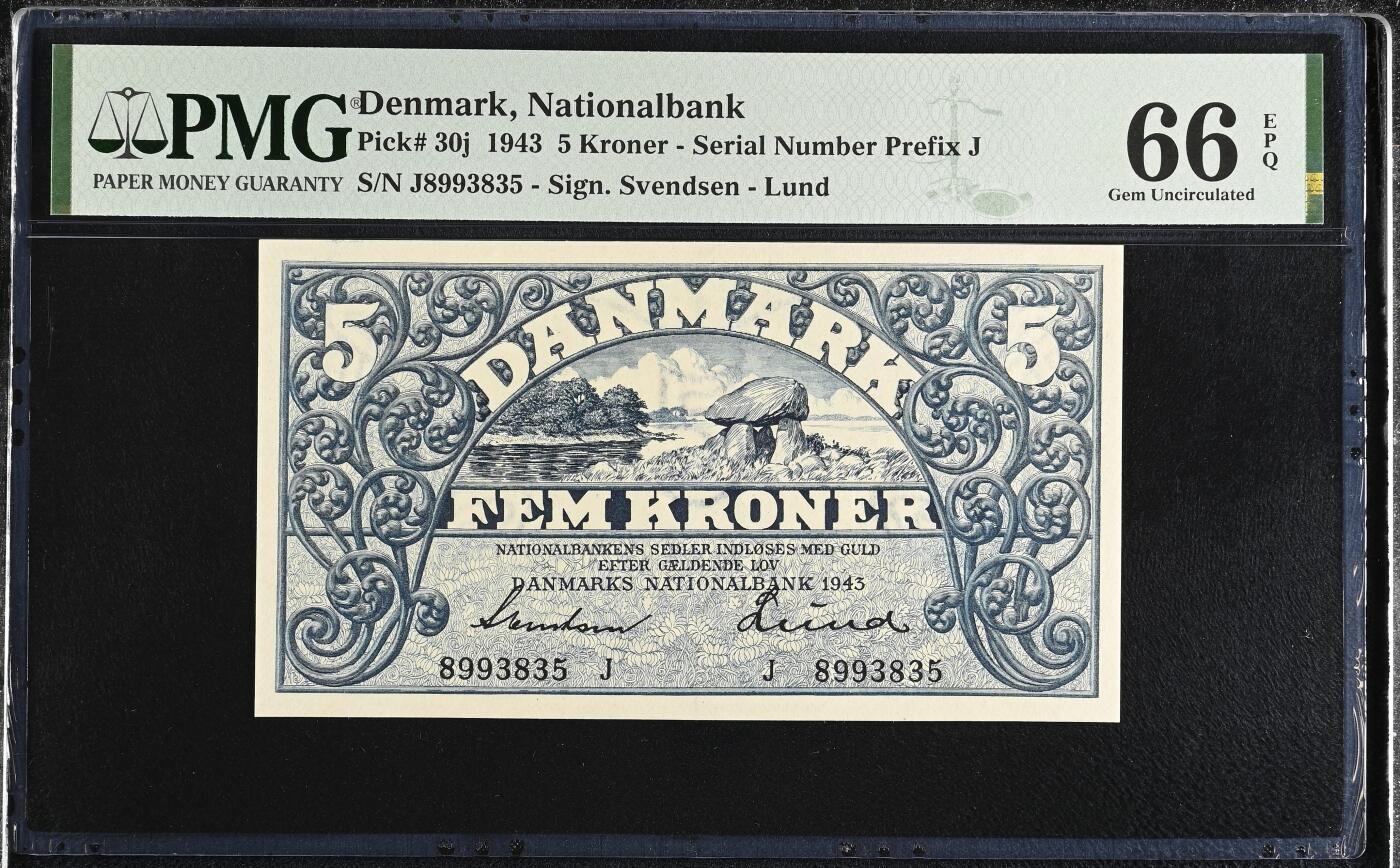 PMG®
PAPER MONEY GUARANTY
Denmark, Nationalbank
Pick# 30j 1943 5 Kroner - Serial Number Prefix J
S/N J8993835 - Sign. Svendsen - Lund
66
EPQ
Gem Uncirculated
5 DANMARK 5
FEM KRONER
NATIONALBANKENS SEDLER INDLØSES MED GULD
EFTER GÆLDENDE LOV
DANMARKS NATIONALBANK 1943
Svendsen Lund
8993835 J J 8993835